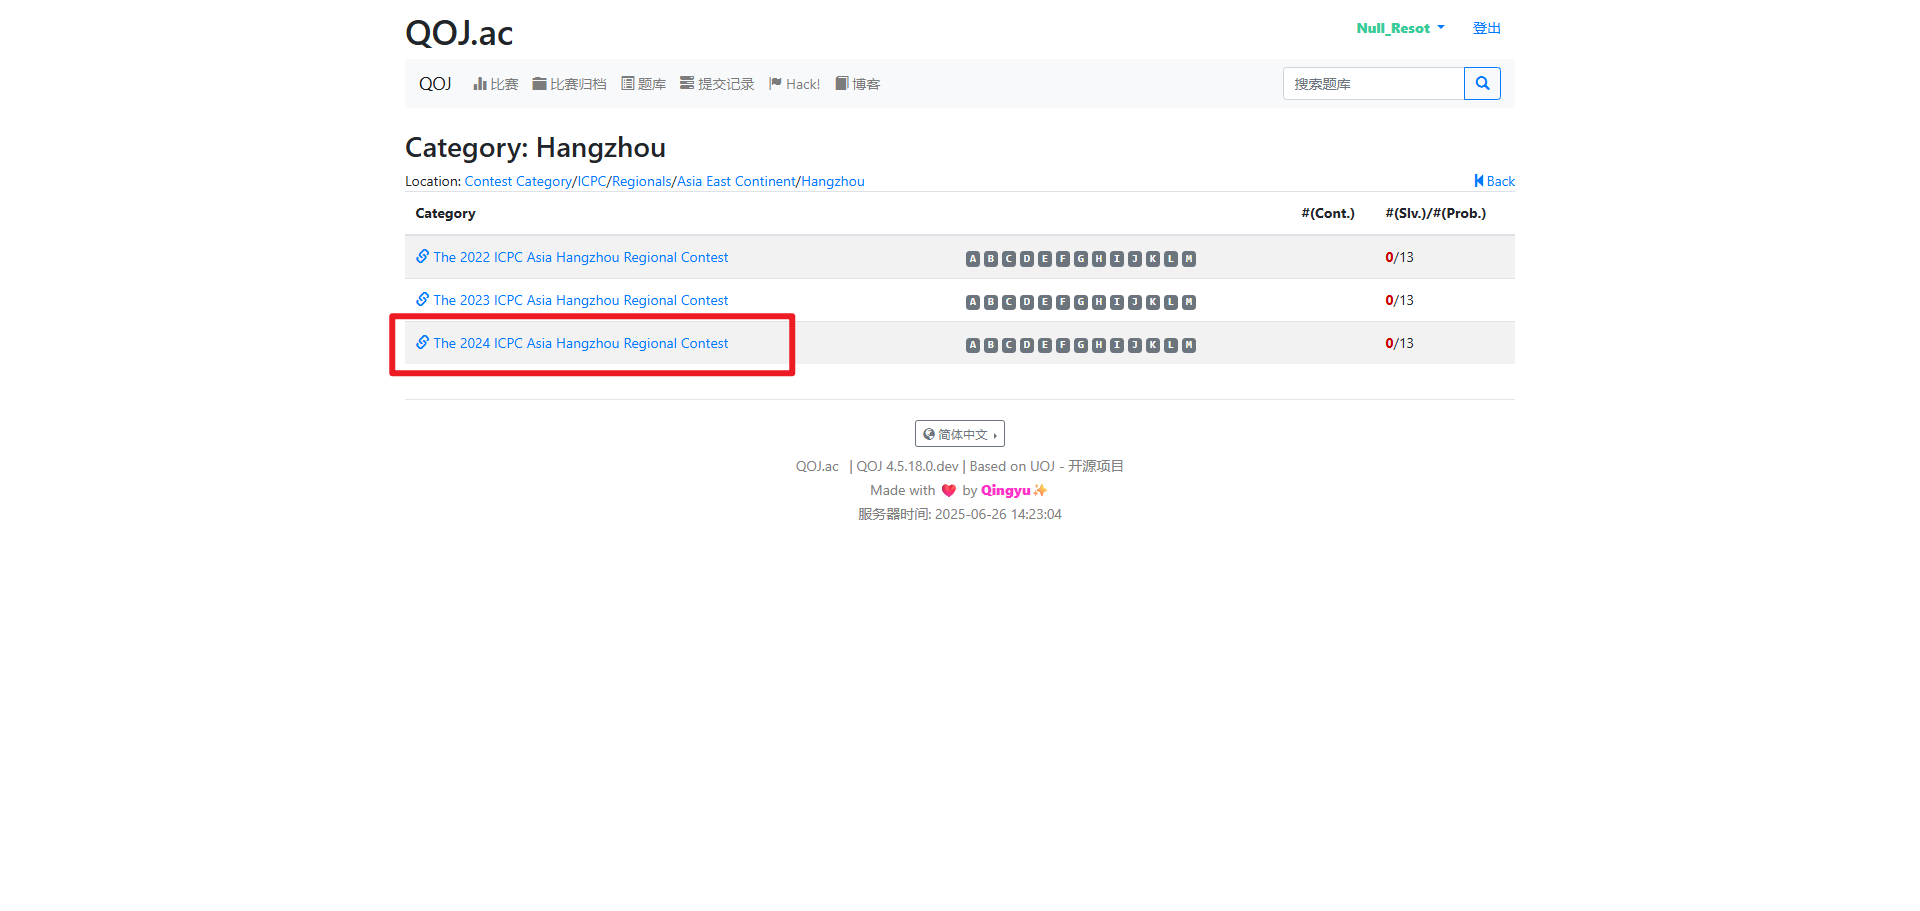 QOJ.ac
Null_Resot 登出
QOJ 比赛 比赛归档 题库 提交记录 Hack! 博客 搜索题库
Category: Hangzhou
Location: Contest Category/ICPC/Regionals/Asia East Continent/Hangzhou Back
Category #(Cont.) #(Slv.)/#(Prob.)
The 2022 ICPC Asia Hangzhou Regional Contest A B C D E F G H I J K L M 0/13
The 2023 ICPC Asia Hangzhou Regional Contest A B C D E F G H I J K L M 0/13
The 2024 ICPC Asia Hangzhou Regional Contest A B C D E F G H I J K L M 0/13
简体中文
QOJ.ac | QOJ 4.5.18.0.dev | Based on UOJ - 开源项目
Made with ❤️ by Qingyu✨
服务器时间: 2025-06-26 14:23:04